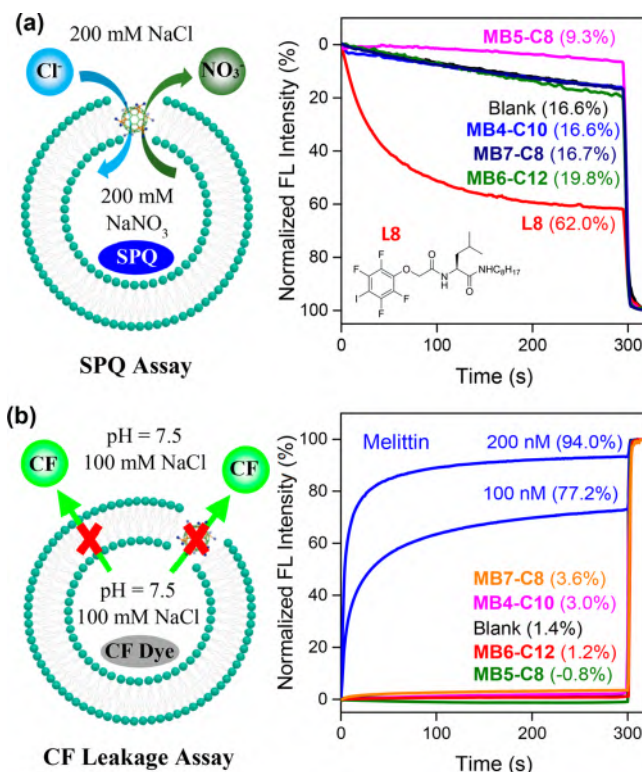 (a)
200 mM NaCl
Cl⁻
NO₃⁻
200 mM
NaNO₃
SPQ
SPQ Assay
Normalized FL Intensity (%)
0
20
40
60
80
100
MB5-C8 (9.3%)
Blank (16.6%)
MB4-C10 (16.6%)
MB7-C8 (16.7%)
MB6-C12 (19.8%)
L8 (62.0%)
L8
F
F
O
O
N
H
O
NHC₈H₁₇
I
F
F
0 100 200 300
Time (s)
(b)
CF
pH = 7.5
100 mM NaCl
CF
pH = 7.5
100 mM NaCl
CF Dye
CF Leakage Assay
Normalized FL Intensity (%)
100
80
60
40
20
0
Melittin
200 nM (94.0%)
100 nM (77.2%)
MB7-C8 (3.6%)
MB4-C10 (3.0%)
Blank (1.4%)
MB6-C12 (1.2%)
MB5-C8 (-0.8%)
0 100 200 300
Time (s)